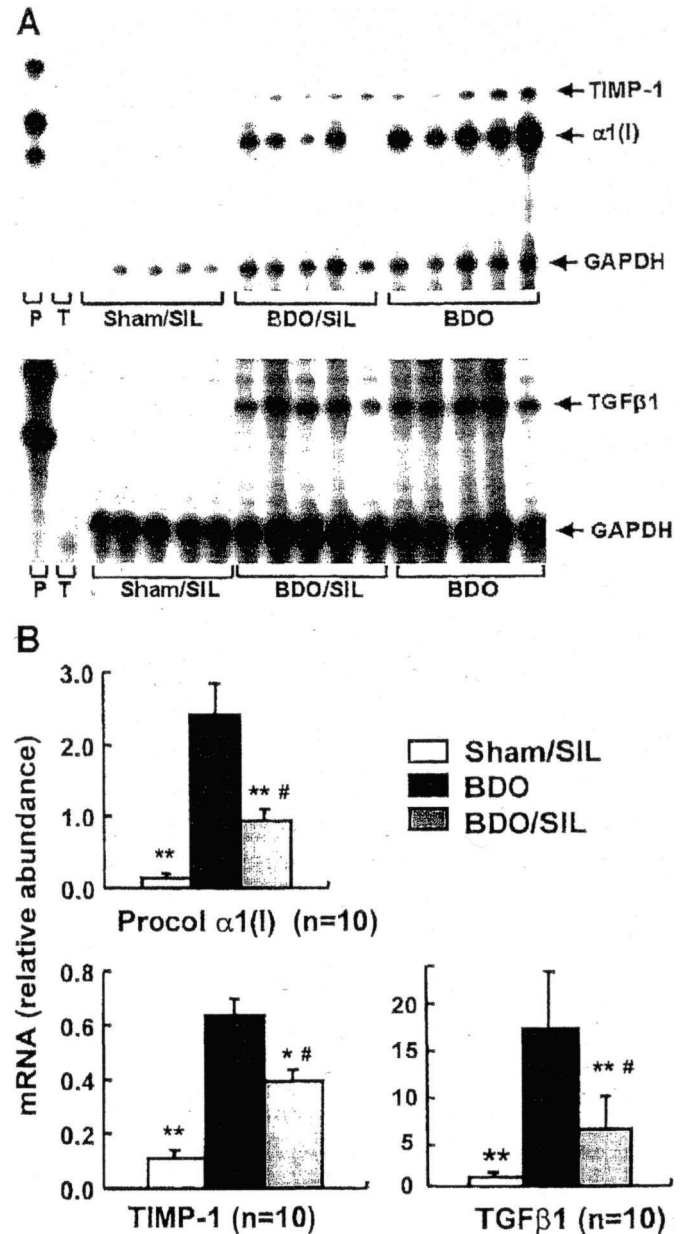 A
TIMP-1
α1(I)
GAPDH
P T Sham/SIL BDO/SIL BDO
TGFβ1
GAPDH
P T Sham/SIL BDO/SIL BDO
B
mRNA (relative abundance)
3.0
2.0
1.0
0.0
**
** #
Procol α1(I) (n=10)
Sham/SIL
BDO
BDO/SIL
0.8
0.6
0.4
0.2
0.0
**
* #
TIMP-1 (n=10)
20
15
10
5
0
**
** #
TGFβ1 (n=10)